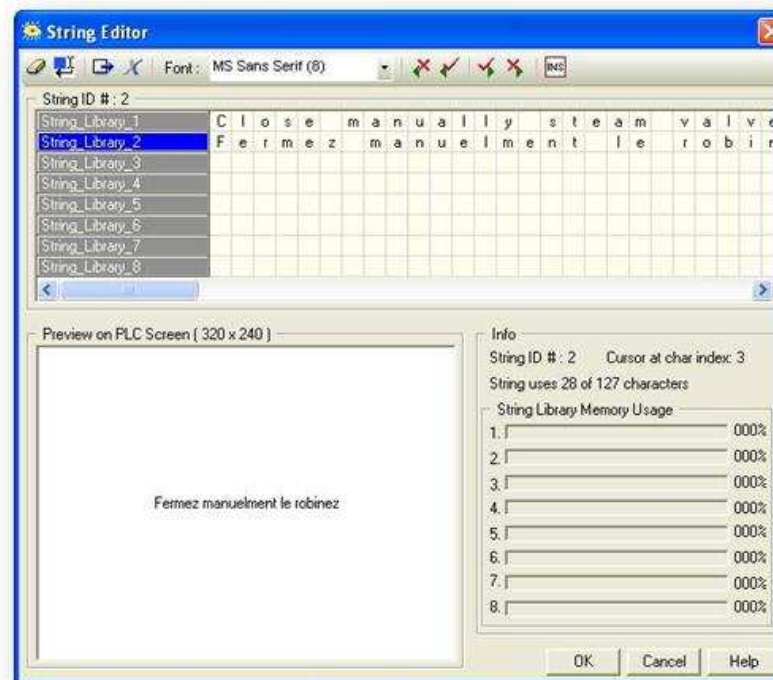 String Editor
Font: MS Sans Serif (8) INS
String ID #: 2
String_Library_1 Close manually steam valve
String_Library_2 Fermez manuelment le robin
String_Library_3
String_Library_4
String_Library_5
String_Library_6
String_Library_7
String_Library_8
Preview on PLC Screen ( 320 x 240 )
Fermez manuelment le robinez
Info
String ID #: 2 Cursor at char index: 3
String uses 28 of 127 characters
String Library Memory Usage
1. 000%
2. 000%
3. 000%
4. 000%
5. 000%
6. 000%
7. 000%
8. 000%
OK Cancel Help